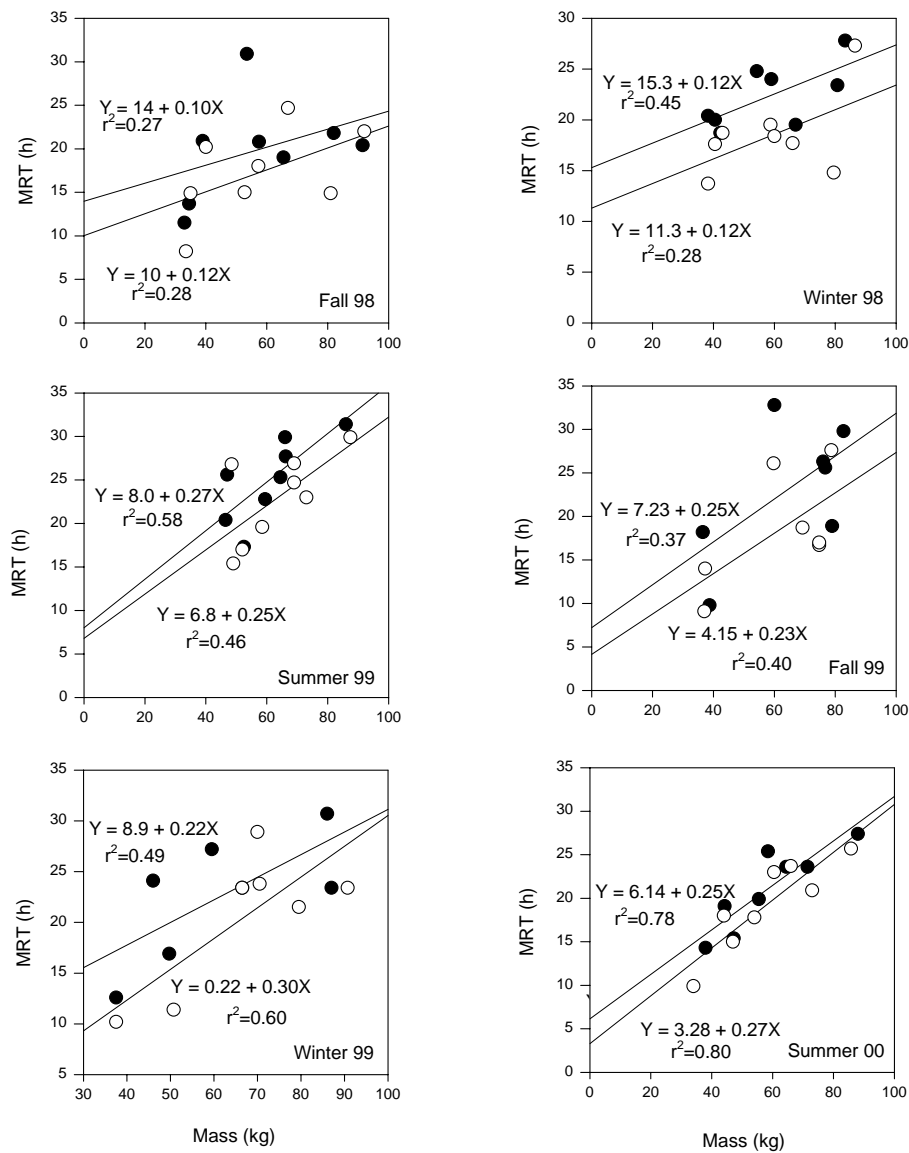 35
30
25
20
15
10
5
0
MRT (h)
Y = 14 + 0.10X
r²=0.27
Y = 10 + 0.12X
r²=0.28
Fall 98
0 20 40 60 80 100
30
25
20
15
10
5
0
MRT (h)
Y = 15.3 + 0.12X
r²=0.45
Y = 11.3 + 0.12X
r²=0.28
Winter 98
0 20 40 60 80 100
35
30
25
20
15
10
5
0
MRT (h)
Y = 8.0 + 0.27X
r²=0.58
Y = 6.8 + 0.25X
r²=0.46
Summer 99
0 20 40 60 80 100
35
30
25
20
15
10
5
0
MRT (h)
Y = 7.23 + 0.25X
r²=0.37
Y = 4.15 + 0.23X
r²=0.40
Fall 99
0 20 40 60 80 100
35
30
25
20
15
10
5
MRT (h)
Y = 8.9 + 0.22X
r²=0.49
Y = 0.22 + 0.30X
r²=0.60
Winter 99
30 40 50 60 70 80 90 100
Mass (kg)
35
30
25
20
15
10
5
0
MRT (h)
Y = 6.14 + 0.25X
r²=0.78
Y = 3.28 + 0.27X
r²=0.80
Summer 00
0 20 40 60 80 100
Mass (kg)